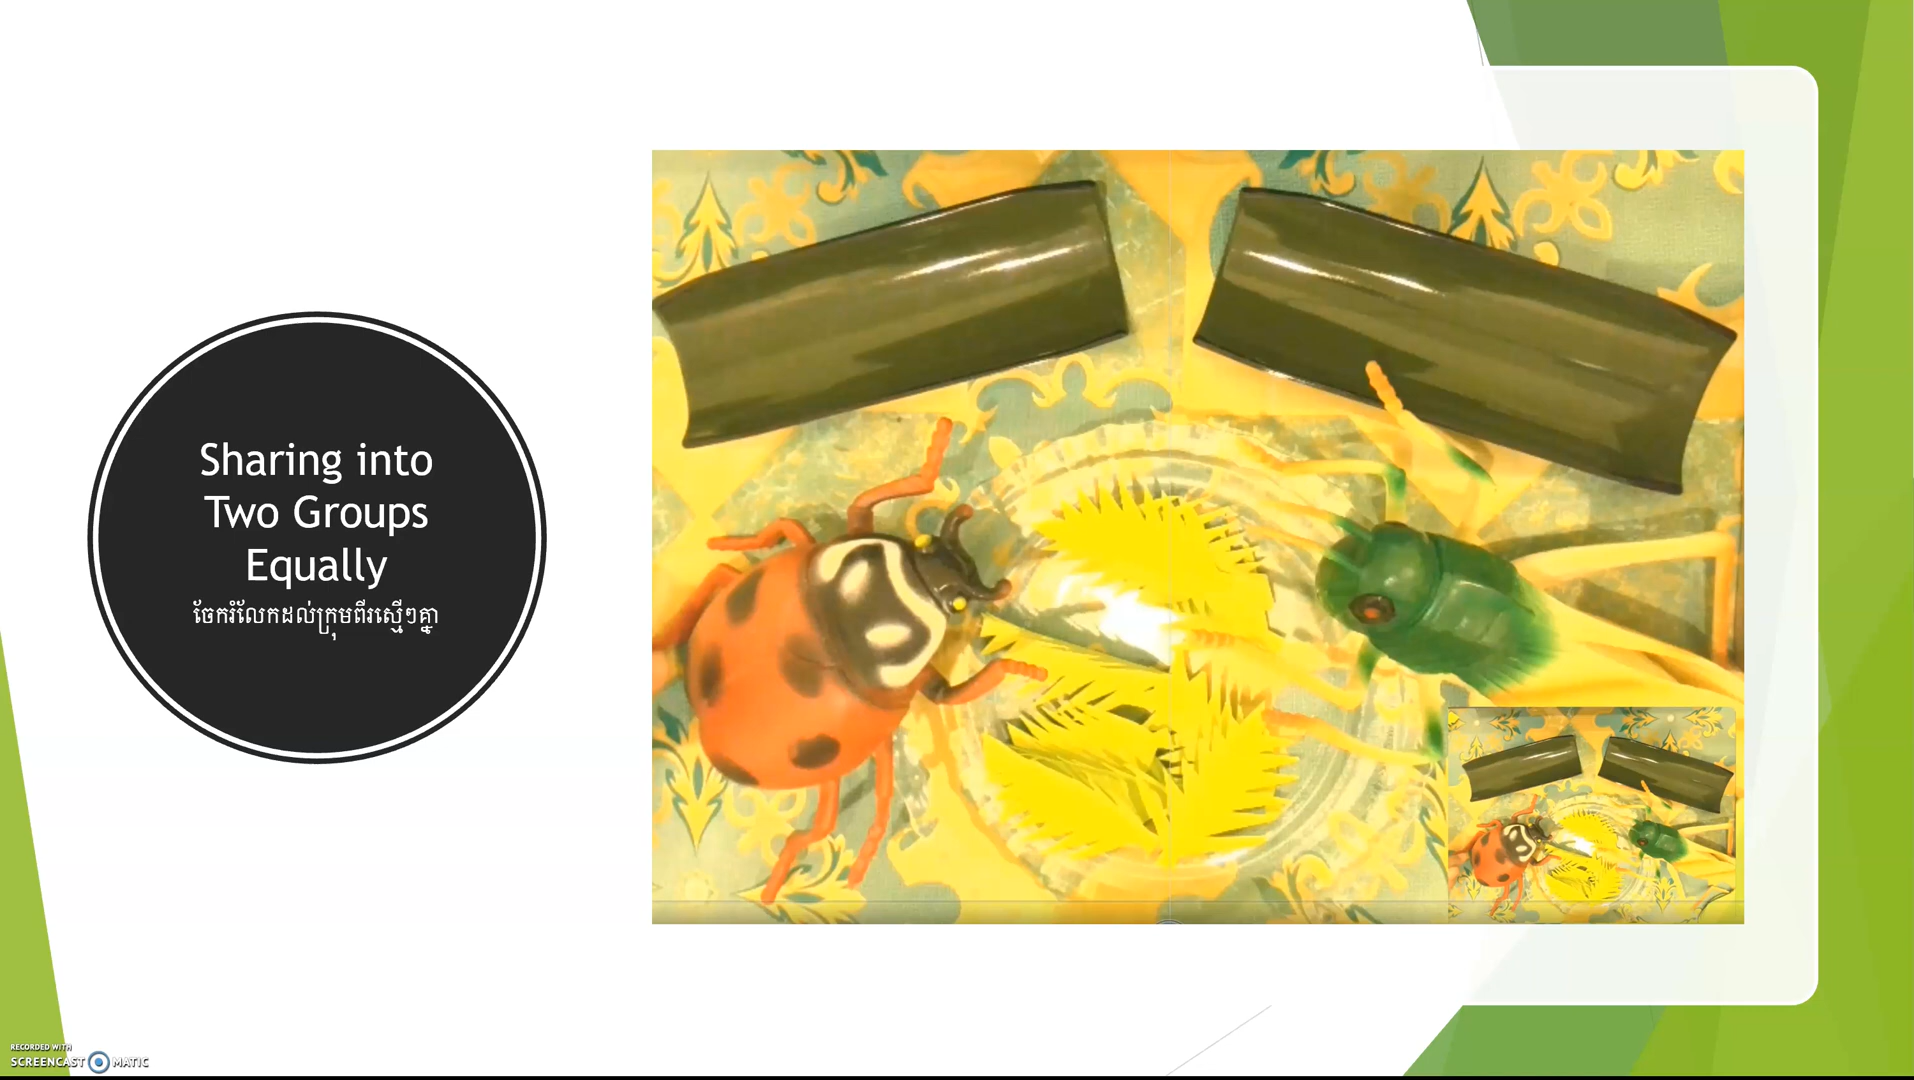 Sharing into
Two Groups
Equally
ចែករំលែកដល់ក្រុមពីរស្មើៗគ្នា
RECORDED WITH
SCREENCAST MATIC